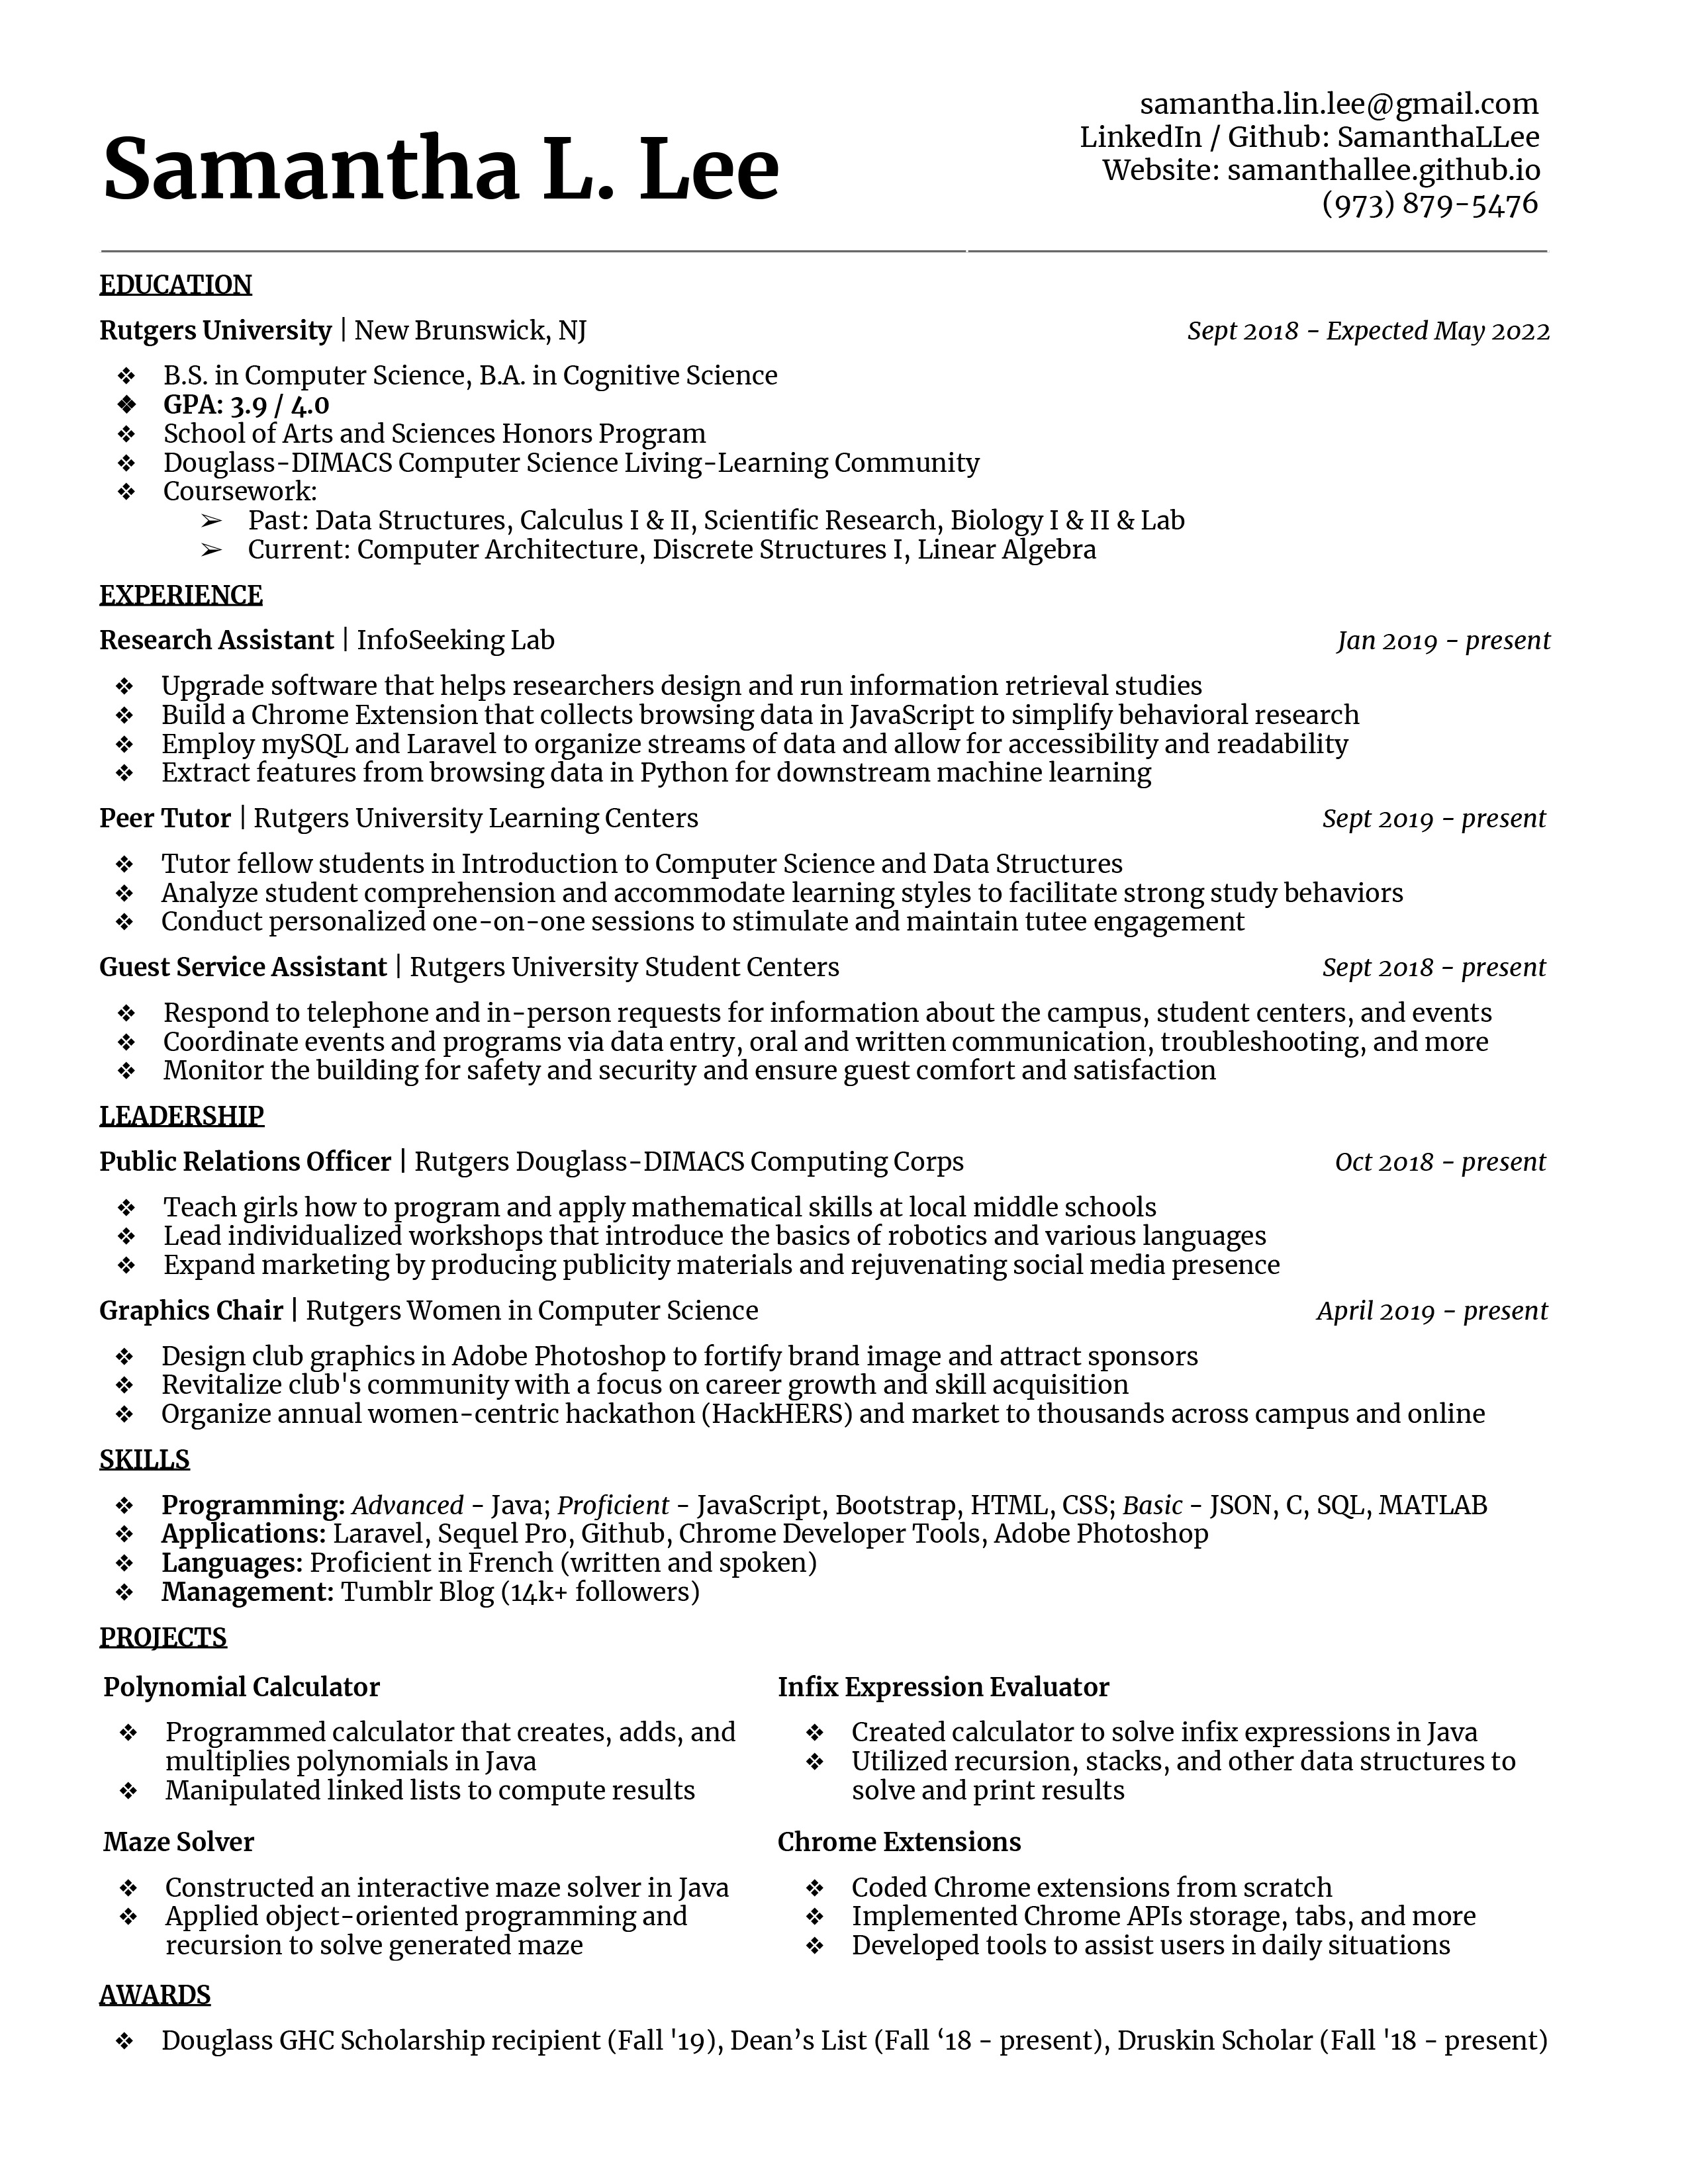 Samantha L. Lee
samantha.lin.lee@gmail.com
LinkedIn / Github: SamanthaLLee
Website: samanthallee.github.io
(973) 879-5476
EDUCATION
Rutgers University | New Brunswick, NJ Sept 2018 - Expected May 2022
❖ B.S. in Computer Science, B.A. in Cognitive Science
❖ GPA: 3.9 / 4.0
❖ School of Arts and Sciences Honors Program
❖ Douglass-DIMACS Computer Science Living-Learning Community
❖ Coursework:
➢ Past: Data Structures, Calculus I & II, Scientific Research, Biology I & II & Lab
➢ Current: Computer Architecture, Discrete Structures I, Linear Algebra
EXPERIENCE
Research Assistant | InfoSeeking Lab Jan 2019 - present
❖ Upgrade software that helps researchers design and run information retrieval studies
❖ Build a Chrome Extension that collects browsing data in JavaScript to simplify behavioral research
❖ Employ mySQL and Laravel to organize streams of data and allow for accessibility and readability
❖ Extract features from browsing data in Python for downstream machine learning
Peer Tutor | Rutgers University Learning Centers Sept 2019 - present
❖ Tutor fellow students in Introduction to Computer Science and Data Structures
❖ Analyze student comprehension and accommodate learning styles to facilitate strong study behaviors
❖ Conduct personalized one-on-one sessions to stimulate and maintain tutee engagement
Guest Service Assistant | Rutgers University Student Centers Sept 2018 - present
❖ Respond to telephone and in-person requests for information about the campus, student centers, and events
❖ Coordinate events and programs via data entry, oral and written communication, troubleshooting, and more
❖ Monitor the building for safety and security and ensure guest comfort and satisfaction
LEADERSHIP
Public Relations Officer | Rutgers Douglass-DIMACS Computing Corps Oct 2018 - present
❖ Teach girls how to program and apply mathematical skills at local middle schools
❖ Lead individualized workshops that introduce the basics of robotics and various languages
❖ Expand marketing by producing publicity materials and rejuvenating social media presence
Graphics Chair | Rutgers Women in Computer Science April 2019 - present
❖ Design club graphics in Adobe Photoshop to fortify brand image and attract sponsors
❖ Revitalize club's community with a focus on career growth and skill acquisition
❖ Organize annual women-centric hackathon (HackHERS) and market to thousands across campus and online
SKILLS
❖ Programming: Advanced - Java; Proficient - JavaScript, Bootstrap, HTML, CSS; Basic - JSON, C, SQL, MATLAB
❖ Applications: Laravel, Sequel Pro, Github, Chrome Developer Tools, Adobe Photoshop
❖ Languages: Proficient in French (written and spoken)
❖ Management: Tumblr Blog (14k+ followers)
PROJECTS
Polynomial Calculator
❖ Programmed calculator that creates, adds, and
multiplies polynomials in Java
❖ Manipulated linked lists to compute results
Infix Expression Evaluator
❖ Created calculator to solve infix expressions in Java
❖ Utilized recursion, stacks, and other data structures to
solve and print results
Maze Solver
❖ Constructed an interactive maze solver in Java
❖ Applied object-oriented programming and
recursion to solve generated maze
Chrome Extensions
❖ Coded Chrome extensions from scratch
❖ Implemented Chrome APIs storage, tabs, and more
❖ Developed tools to assist users in daily situations
AWARDS
❖ Douglass GHC Scholarship recipient (Fall '19), Dean’s List (Fall ‘18 - present), Druskin Scholar (Fall '18 - present)